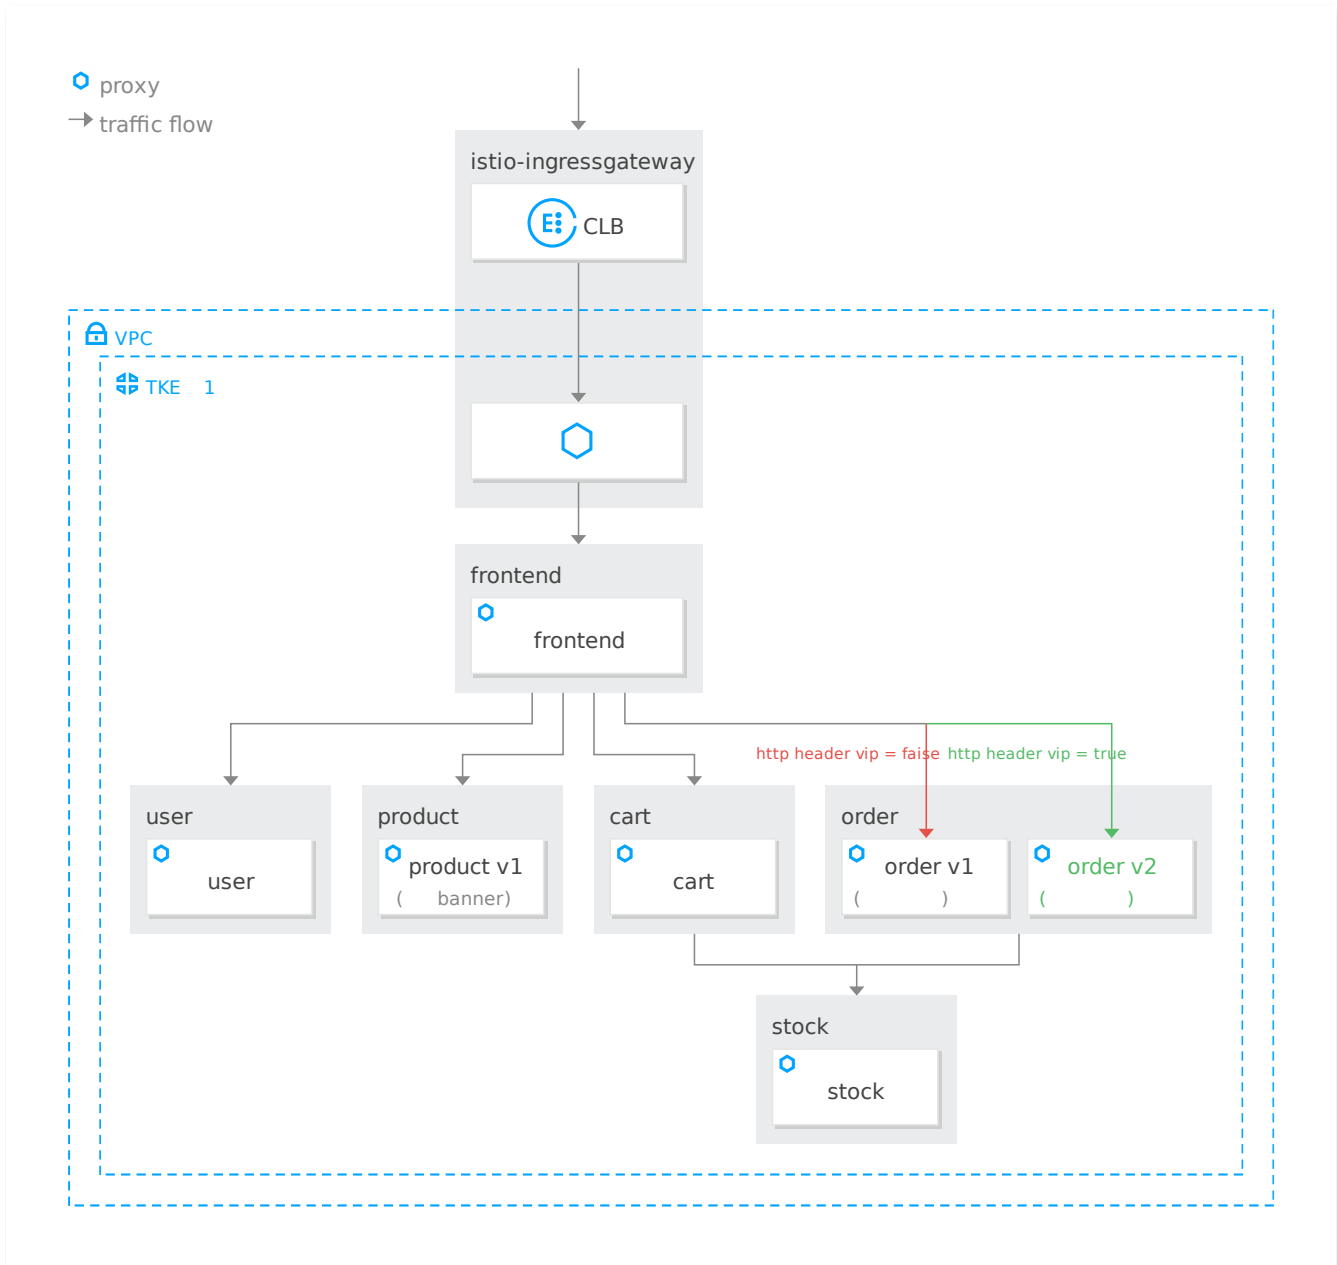 proxy
traffic flow
istio-ingressgateway
CLB
VPC
TKE 1
frontend
frontend
http header vip = false http header vip = true
user
product
cart
order
user
product v1
( banner)
cart
order v1
( )
order v2
( )
stock
stock